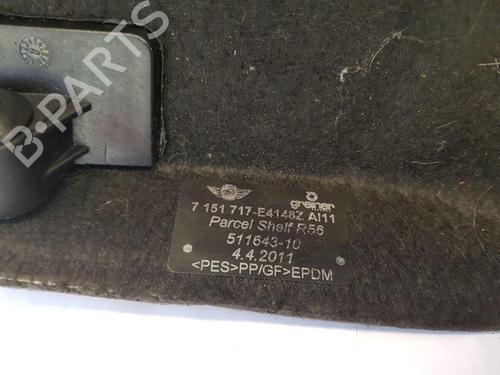 B-PARTS
greiner
7 151 717-E4148Z AI11
Parcel Shelf R56
511643-10
4.4.2011
<PES>PP/GF>EPDM